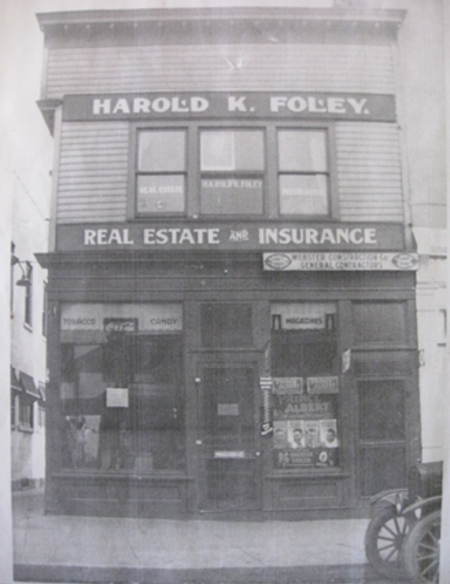 HAROLD K. FOLEY.
REAL ESTATE
HAROLD K. FOLEY
INSURANCE
REAL ESTATE AND INSURANCE
WEBSTER CONSTRUCTION Co.
GENERAL CONTRACTORS
TOBACCO
Coca-Cola
CANDY
MAGAZINES
PRINCE
ALBERT